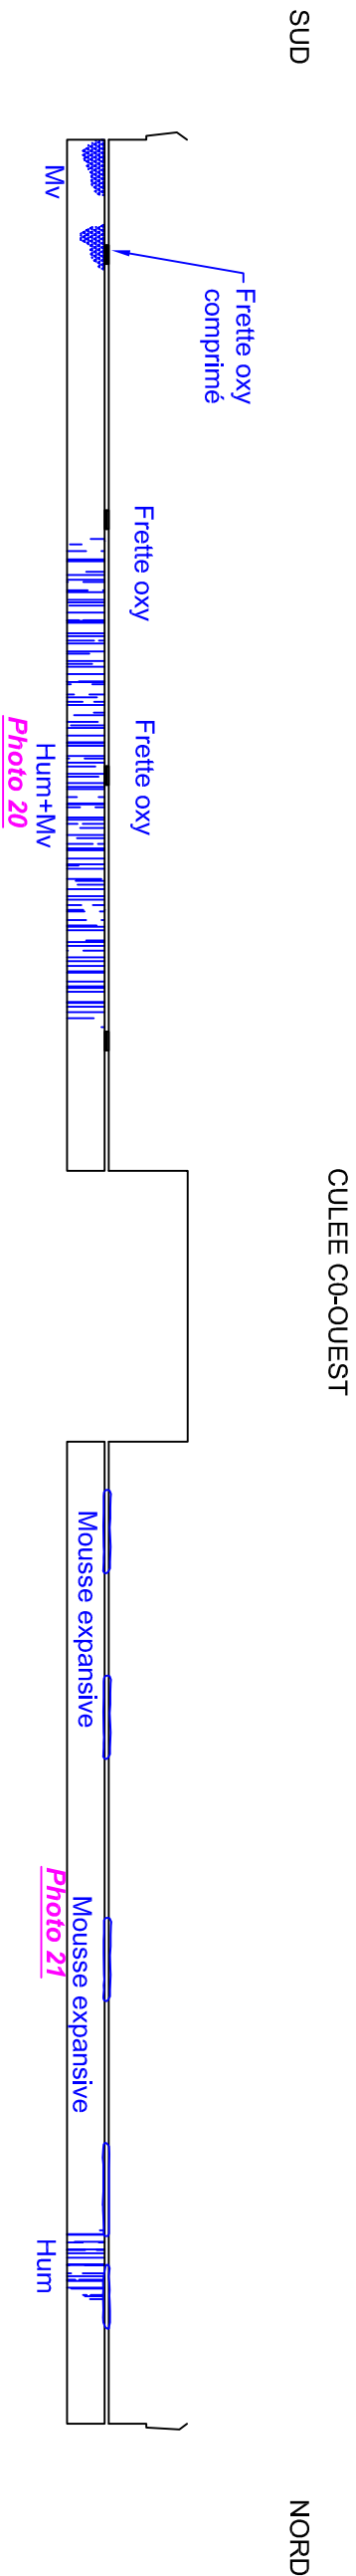 CULEE C0-OUEST
SUD
NORD
Frette oxy
comprimé
Frette oxy
Frette oxy
Mv
Hum+Mv
Photo 20
Mousse expansive
Mousse expansive
Photo 21
Hum